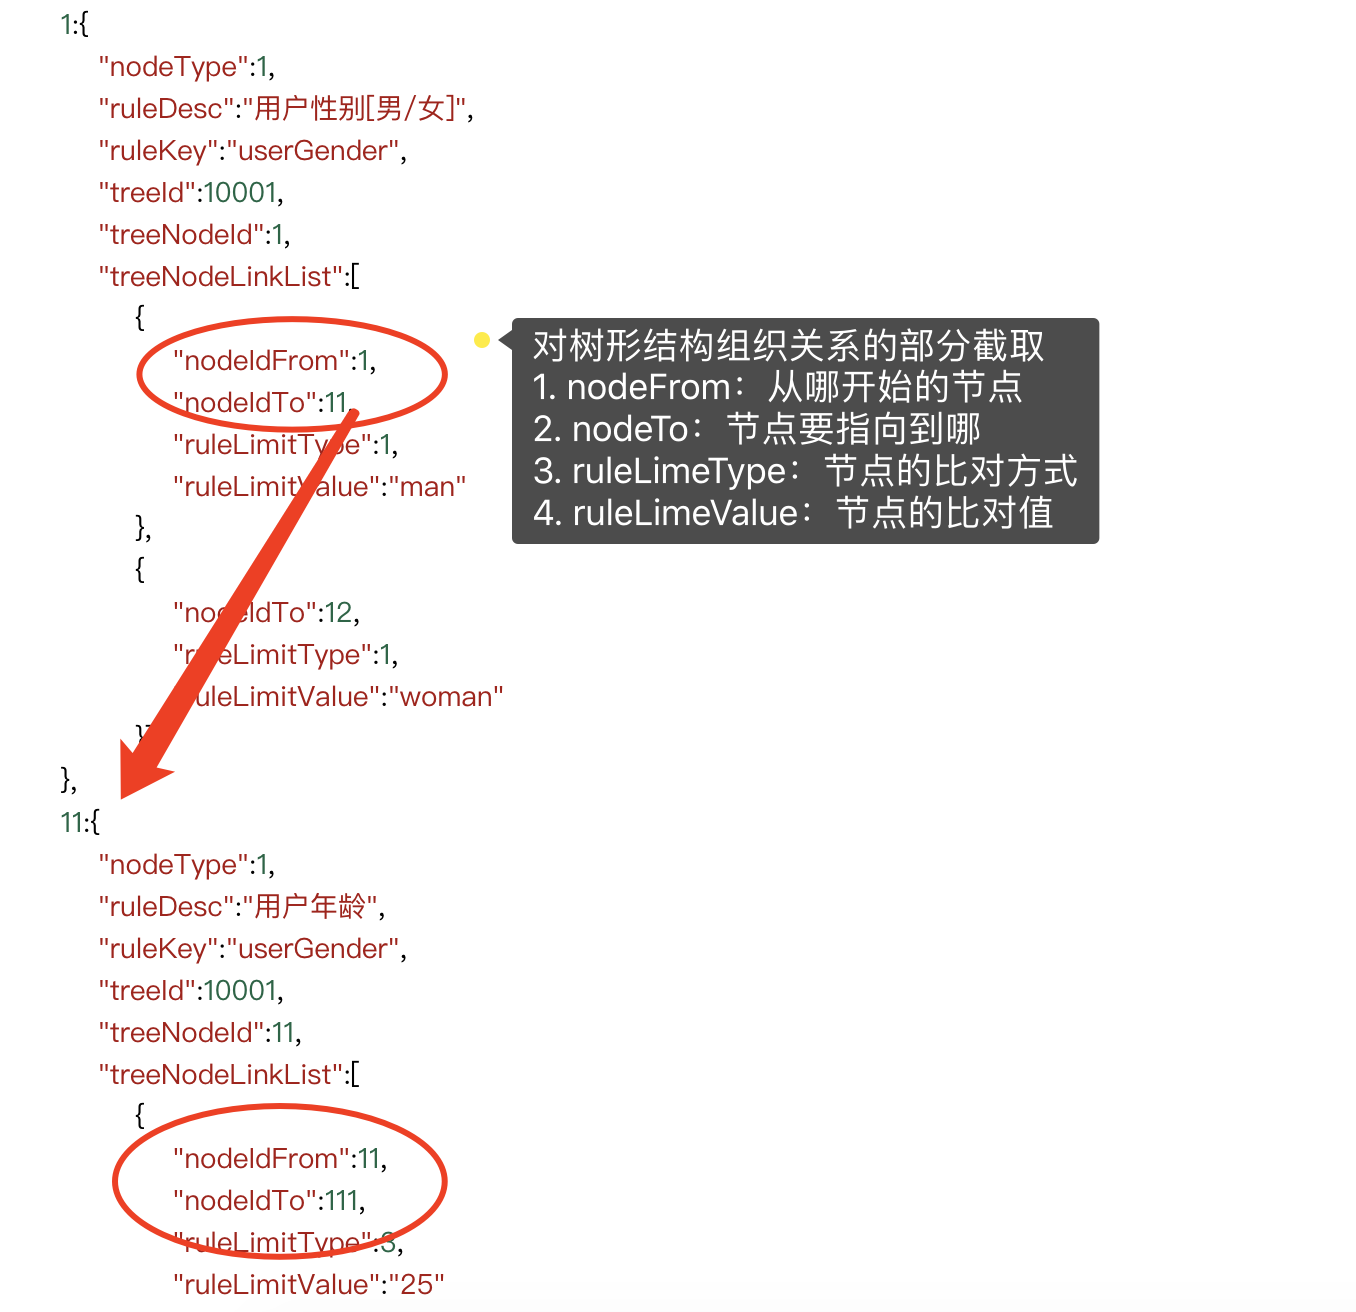 1:{
"nodeType":1,
"ruleDesc":"用户性别[男/女]",
"ruleKey":"userGender",
"treeId":10001,
"treeNodeId":1,
"treeNodeLinkList":[
{
"nodeIdFrom":1,
"nodeIdTo":11,
"ruleLimitType":1,
"ruleLimitValue":"man"
},
{
"nodeIdTo":12,
"ruleLimitType":1,
"ruleLimitValue":"woman"
}]
},
对树形结构组织关系的部分截取
1. nodeFrom：从哪开始的节点
2. nodeTo：节点要指向到哪
3. ruleLimeType：节点的比对方式
4. ruleLimeValue：节点的比对值
11:{
"nodeType":1,
"ruleDesc":"用户年龄",
"ruleKey":"userGender",
"treeId":10001,
"treeNodeId":11,
"treeNodeLinkList":[
{
"nodeIdFrom":11,
"nodeIdTo":111,
"ruleLimitType":3,
"ruleLimitValue":"25"